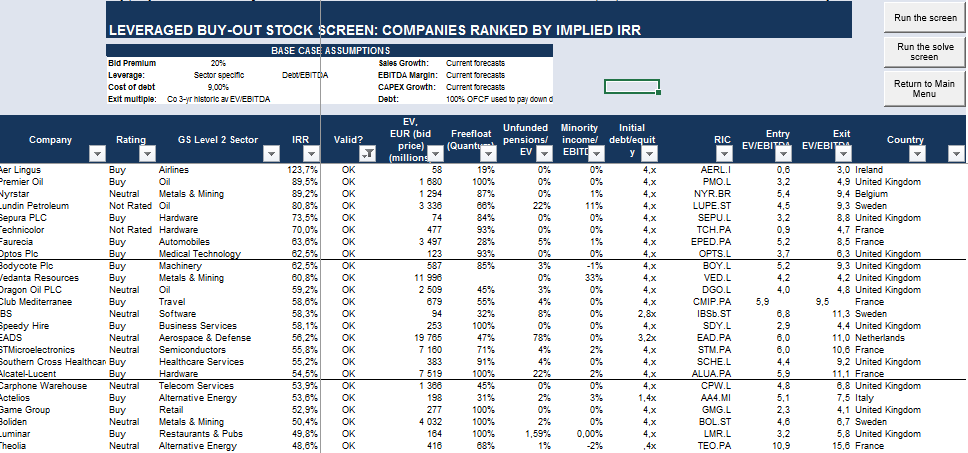 LEVERAGED BUY-OUT STOCK SCREEN: COMPANIES RANKED BY IMPLIED IRR
Run the screen
Run the solve screen
Return to Main Menu
BASE CASE ASSUMPTIONS
Bid Premium 20% Sales Growth: Current forecasts
Leverage: Sector specific Debt/EBITDA EBITDA Margin: Current forecasts
Cost of debt 9,00% CAPEX Growth: Current forecasts
Exit multiple: Co 3-yr historic av EV/EBITDA Debt: 100% OFCF used to pay down d
Company Rating GS Level 2 Sector IRR Valid? EV, EUR (bid price) (millions Freefloat (Quantum Unfunded pensions/ EV Minority income/ EBITD Initial debt/equit y RIC Entry EV/EBITDA Exit EV/EBITDA Country
Aer Lingus Buy Airlines 123,7% OK 58 19% 0% 0% 4,x AERL.I 0,6 3,0 Ireland
Premier Oil Buy Oil 89,5% OK 1 680 100% 0% 0% 4,x PMO.L 3,2 4,9 United Kingdom
Nyrstar Neutral Metals & Mining 89,2% OK 1 294 87% 0% 1% 4,x NYR.BR 5,4 9,4 Belgium
Lundin Petroleum Not Rated Oil 80,8% OK 3 336 66% 22% 11% 4,x LUPE.ST 4,5 9,3 Sweden
Sepura PLC Buy Hardware 73,5% OK 74 84% 0% 0% 4,x SEPU.L 3,2 8,8 United Kingdom
Technicolor Not Rated Hardware 70,0% OK 477 93% 0% 0% 4,x TCH.PA 0,9 4,7 France
Faurecia Buy Automobiles 63,6% OK 3 497 28% 5% 1% 4,x EPED.PA 5,2 8,5 France
Optos Plc Buy Medical Technology 62,5% OK 123 93% 0% 0% 4,x OPTS.L 3,7 6,3 United Kingdom
Bodycote Plc Buy Machinery 62,5% OK 587 85% 3% -1% 4,x BOY.L 5,2 9,3 United Kingdom
Vedanta Resources Buy Metals & Mining 60,8% OK 11 996 0% 33% 4,x VED.L 4,2 4,2 United Kingdom
Dragon Oil PLC Neutral Oil 59,2% OK 2 509 45% 3% 0% 4,x DGO.L 4,0 4,8 United Kingdom
Club Mediterranee Buy Travel 58,6% OK 679 55% 4% 0% 4,x CMIP.PA 5,9 9,5 France
IBS Neutral Software 58,3% OK 94 32% 8% 0% 2,8x IBSb.ST 6,8 11,3 Sweden
Speedy Hire Buy Business Services 58,1% OK 253 100% 0% 0% 4,x SDY.L 2,9 4,4 United Kingdom
EADS Neutral Aerospace & Defense 56,2% OK 19 765 47% 78% 0% 3,2x EAD.PA 6,0 11,0 Netherlands
STMicroelectronics Neutral Semiconductors 55,8% OK 7 160 71% 4% 2% 4,x STM.PA 6,0 10,6 France
Southern Cross Healthcar Buy Healthcare Services 55,2% OK 383 91% 4% 0% 4,x SCHE.L 4,4 9,2 United Kingdom
Alcatel-Lucent Buy Hardware 54,5% OK 7 519 100% 22% 2% 4,x ALUA.PA 5,9 11,1 France
Carphone Warehouse Neutral Telecom Services 53,9% OK 1 366 45% 0% 0% 4,x CPW.L 4,8 6,8 United Kingdom
Actelios Buy Alternative Energy 53,6% OK 198 31% 2% 3% 1,4x AA4.MI 5,1 7,5 Italy
Game Group Buy Retail 52,9% OK 277 100% 0% 0% 4,x GMG.L 2,3 4,1 United Kingdom
Boliden Neutral Metals & Mining 50,4% OK 4 032 100% 2% 0% 4,x BOL.ST 4,6 6,7 Sweden
Luminar Buy Restaurants & Pubs 49,8% OK 164 100% 1,59% 0,00% 4,x LMR.L 3,2 5,8 United Kingdom
Theolia Neutral Alternative Energy 48,6% OK 416 68% 1% -2% ,4x TEO.PA 10,9 15,6 France